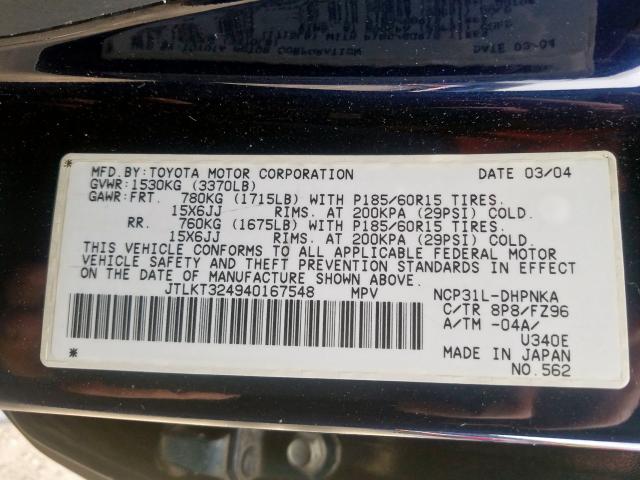 DATE 03-04
MFD.BY:TOYOTA MOTOR CORPORATION DATE 03/04
GVWR:1530KG (3370LB)
GAWR:FRT. 780KG (1715LB) WITH P185/60R15 TIRES.
15X6JJ RIMS. AT 200KPA (29PSI) COLD.
RR. 760KG (1675LB) WITH P185/60R15 TIRES.
15X6JJ RIMS. AT 200KPA (29PSI) COLD.
THIS VEHICLE CONFORMS TO ALL APPLICABLE FEDERAL MOTOR
VEHICLE SAFETY AND THEFT PREVENTION STANDARDS IN EFFECT
ON THE DATE OF MANUFACTURE SHOWN ABOVE.
JTLKT324940167548 MPV NCP31L-DHPNKA
C/TR 8P8/FZ96
A/TM -04A/
U340E
MADE IN JAPAN
NO.562